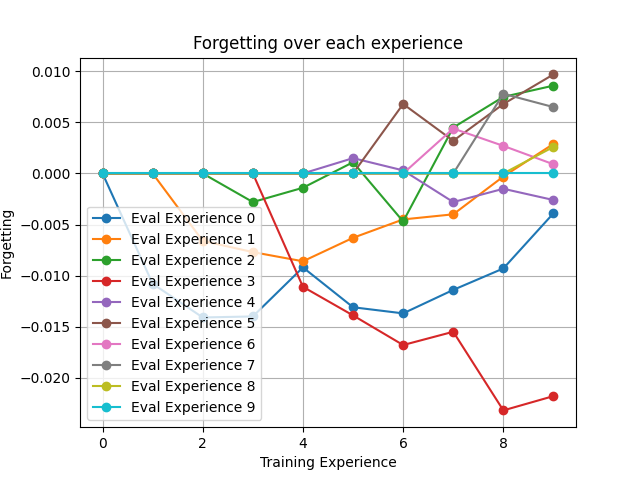 Forgetting over each experience
0.010
0.005
0.000
−0.005
−0.010
−0.015
−0.020
Forgetting
Eval Experience 0
Eval Experience 1
Eval Experience 2
Eval Experience 3
Eval Experience 4
Eval Experience 5
Eval Experience 6
Eval Experience 7
Eval Experience 8
Eval Experience 9
0 2 4 6 8
Training Experience